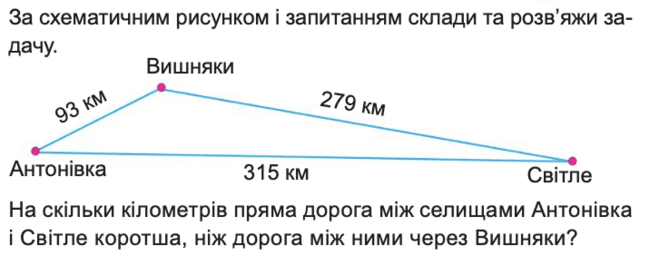 За схематичним рисунком і запитанням склади та розв'яжи за-
дачу.
Вишняки
93 км
279 км
Антонівка
315 км
Світле
На скільки кілометрів пряма дорога між селищами Антонівка
і Світле коротша, ніж дорога між ними через Вишняки?